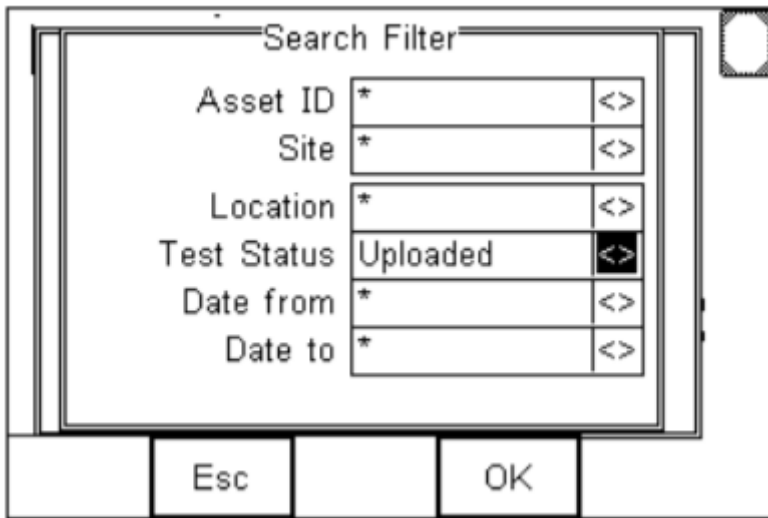 Search Filter
Asset ID * <>
Site * <>
Location * <>
Test Status Uploaded <>
Date from * <>
Date to * <>
Esc OK